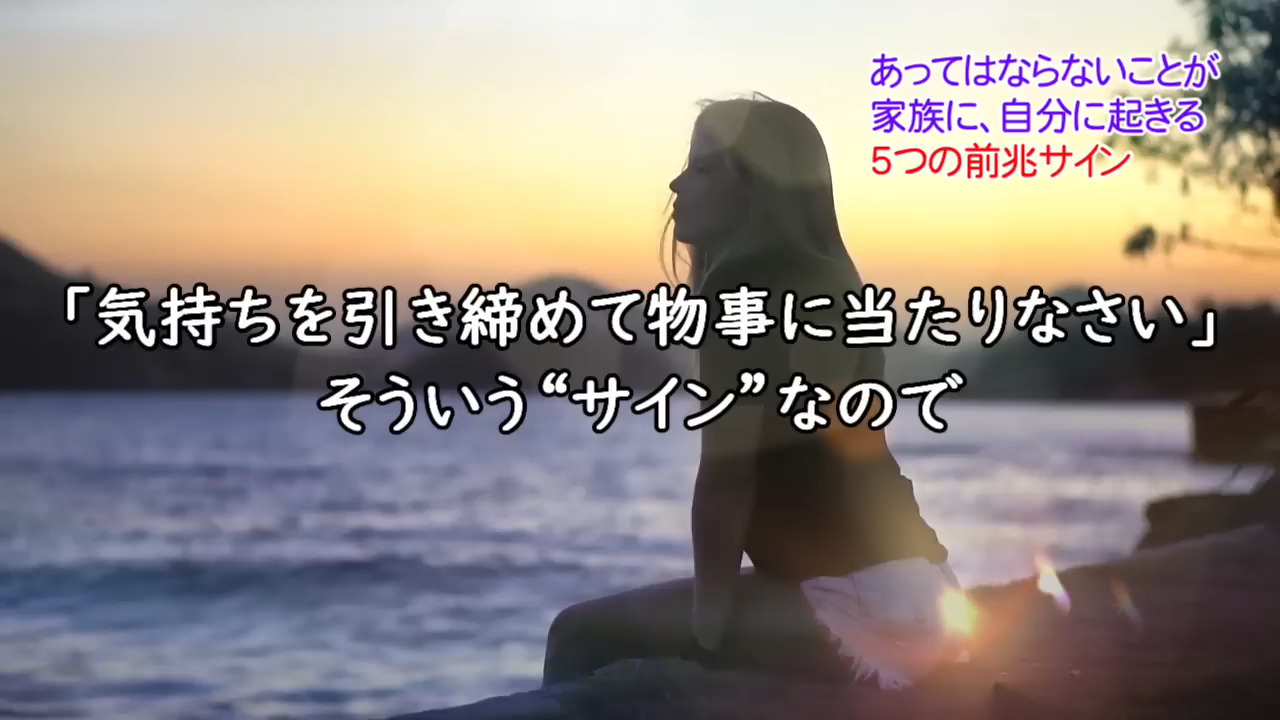 あってはならないことが
家族に、自分に起きる
5つの前兆サイン
「気持ちを引き締めて物事に当たりなさい」
そういう“サイン”なので